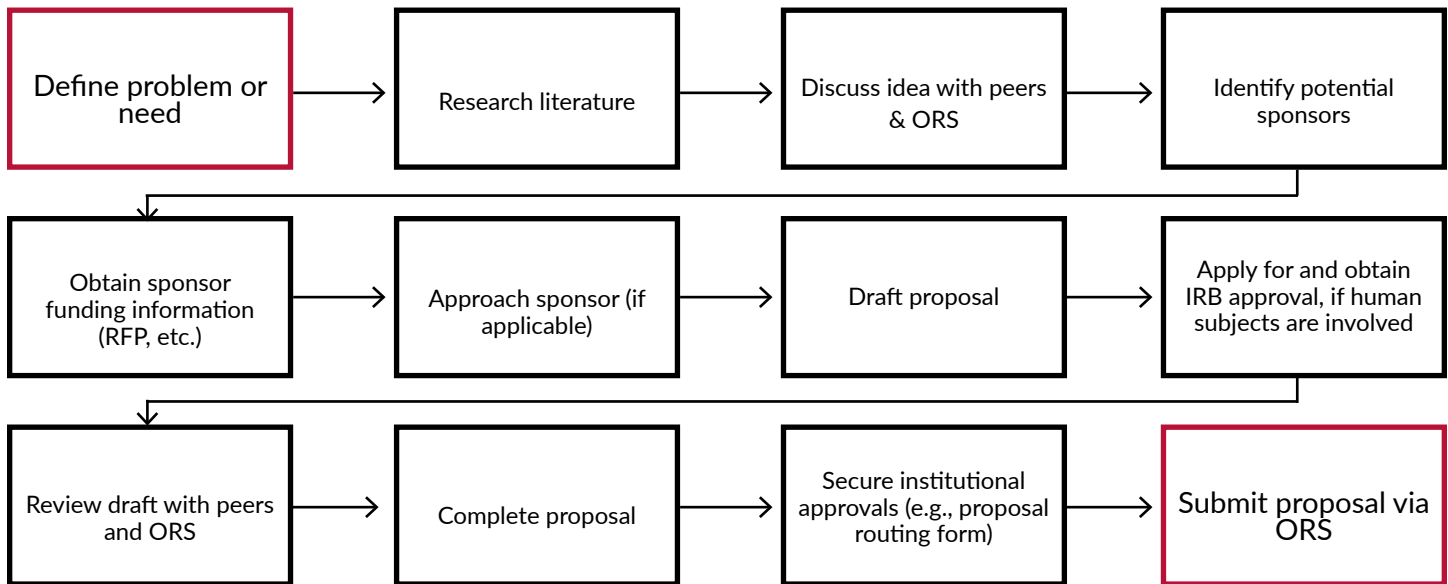 Define problem or
need
Research literature
Discuss idea with peers
& ORS
Identify potential
sponsors
Obtain sponsor
funding information
(RFP, etc.)
Approach sponsor (if
applicable)
Draft proposal
Apply for and obtain
IRB approval, if human
subjects are involved
Review draft with peers
and ORS
Complete proposal
Secure institutional
approvals (e.g., proposal
routing form)
Submit proposal via
ORS